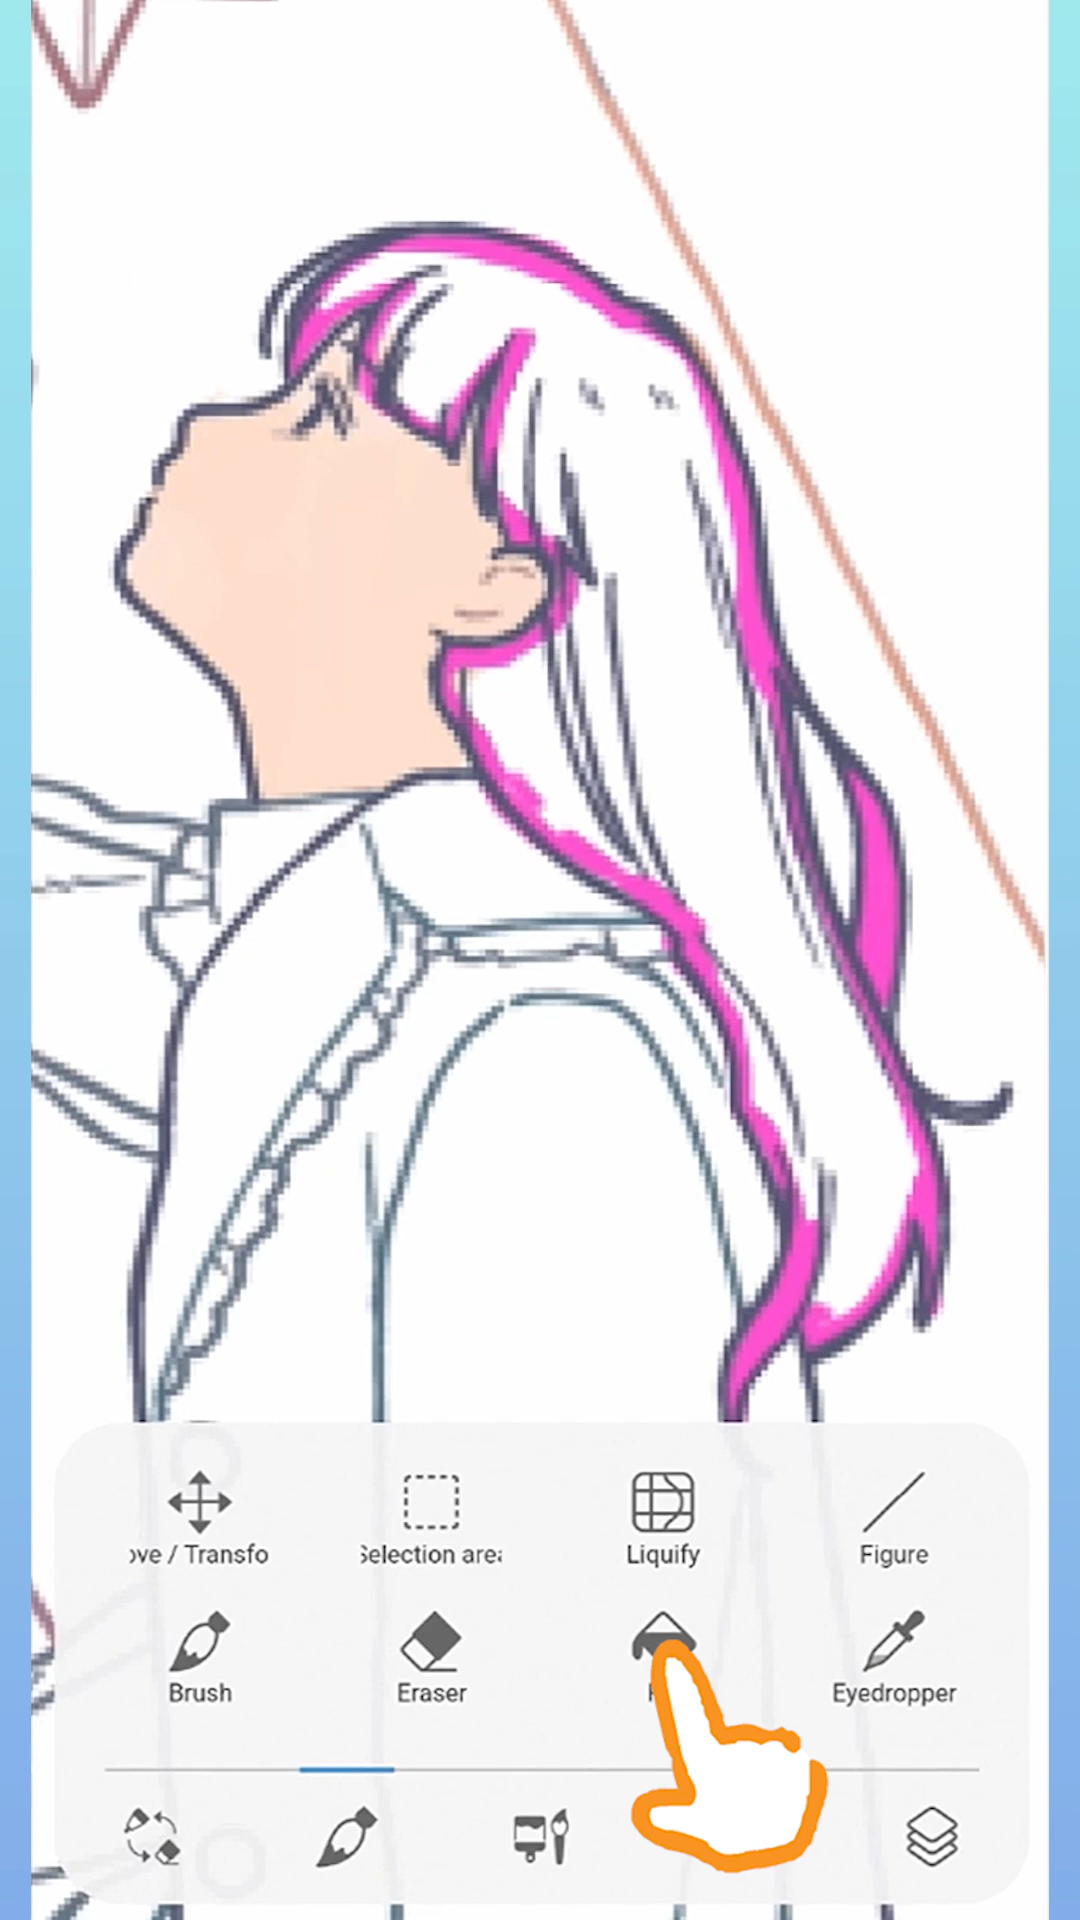 ove / Transfo
Selection area
Liquify
Figure
Brush
Eraser
Eyedropper